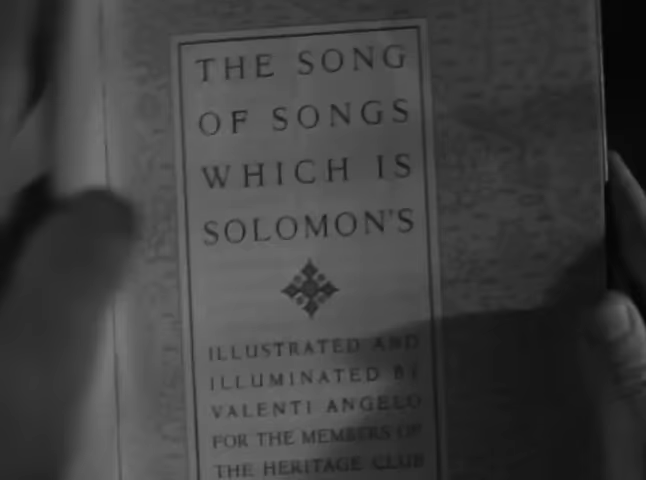 THE SONG
OF SONGS
WHICH IS
SOLOMON'S
ILLUSTRATED AND
ILLUMINATED BY
VALENTI ANGELO
FOR THE MEMBERS OF
THE HERITAGE CLUB